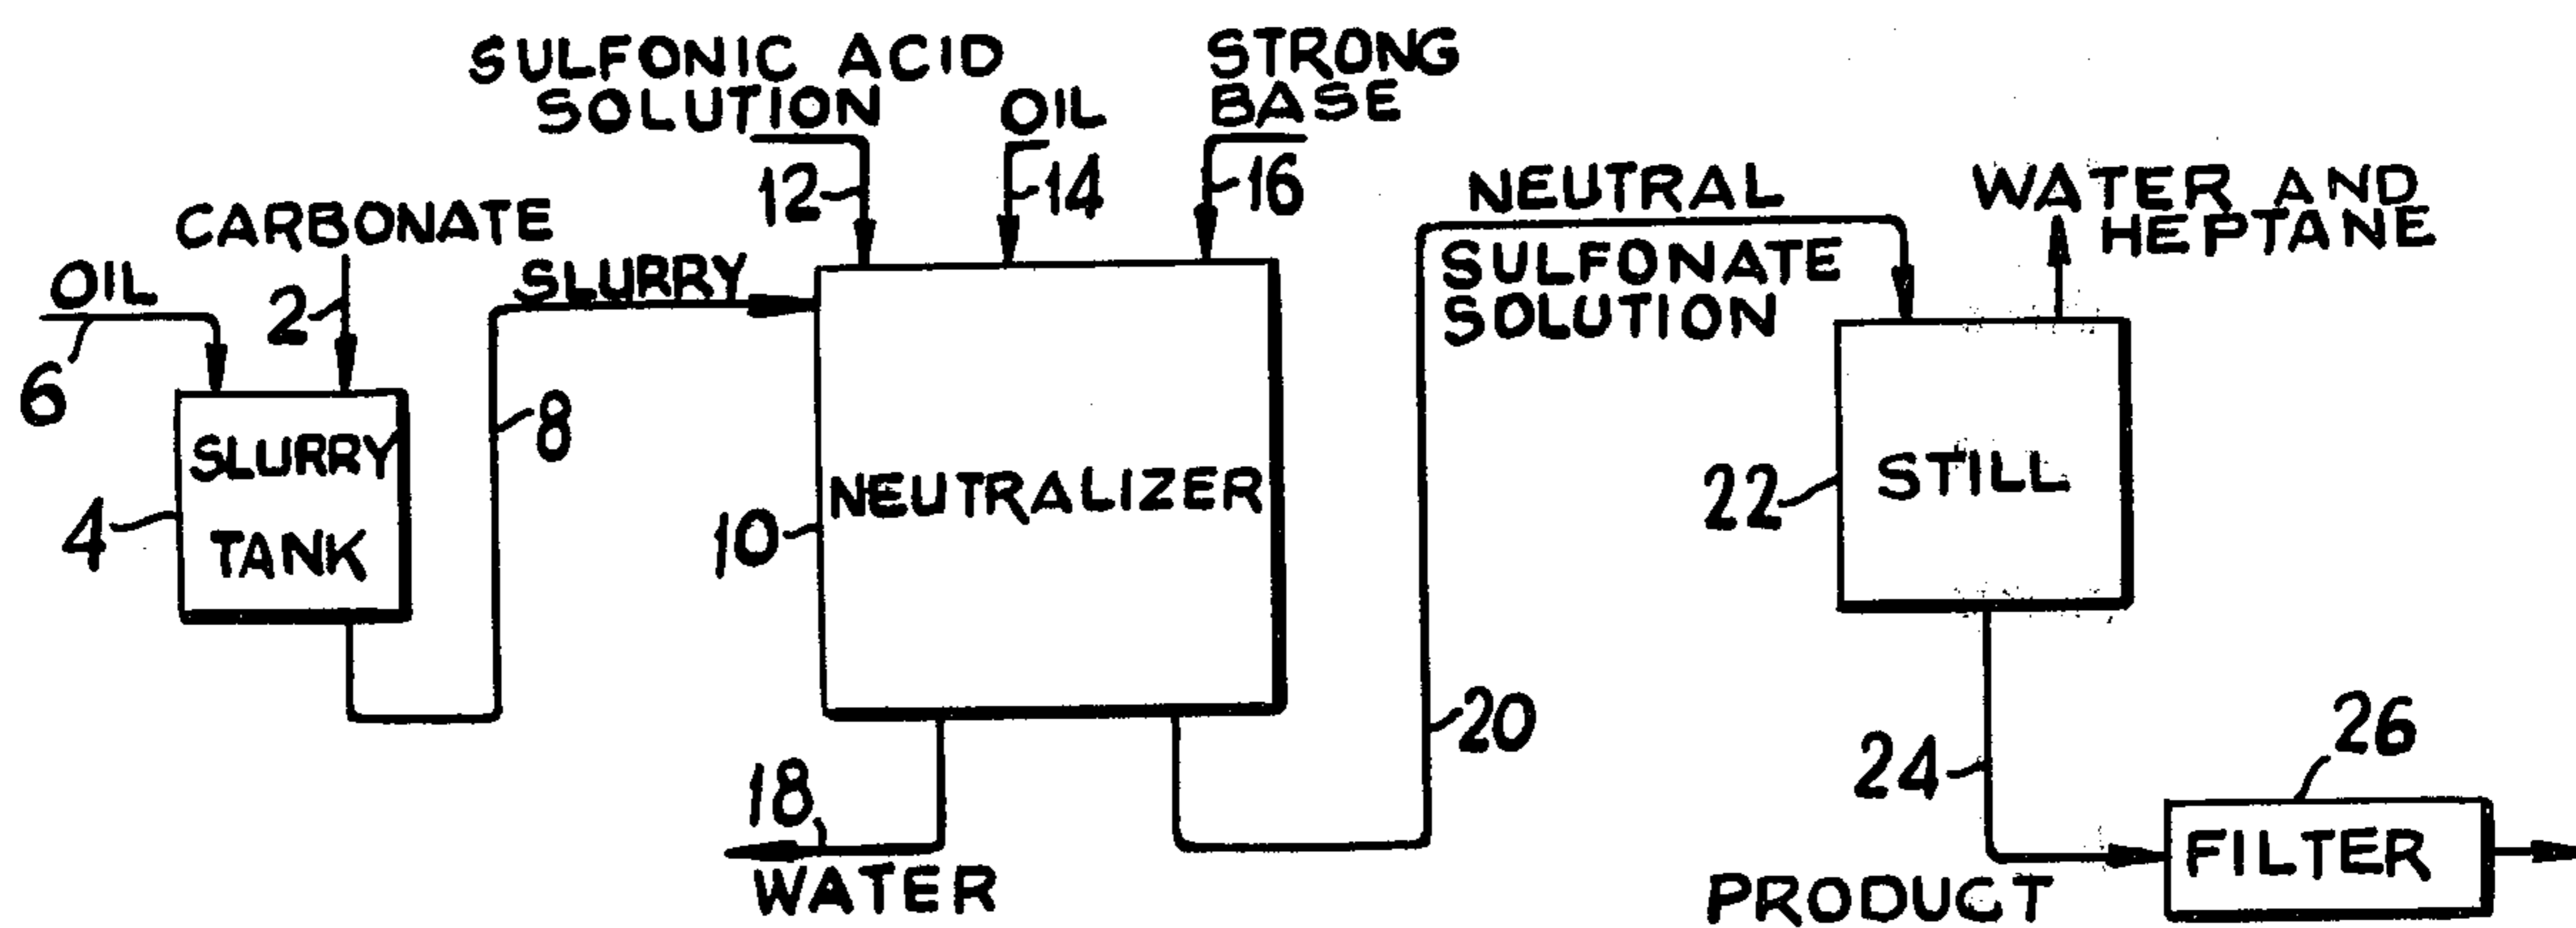 SULFONIC ACID
SOLUTION
OIL
STRONG
BASE
12
14
16
CARBONATE
OIL
2
6
SLURRY
8
SLURRY
TANK
4
NEUTRALIZER
10
18
WATER
NEUTRAL
SULFONATE
SOLUTION
20
WATER AND
HEPTANE
STILL
22
24
26
FILTER
PRODUCT